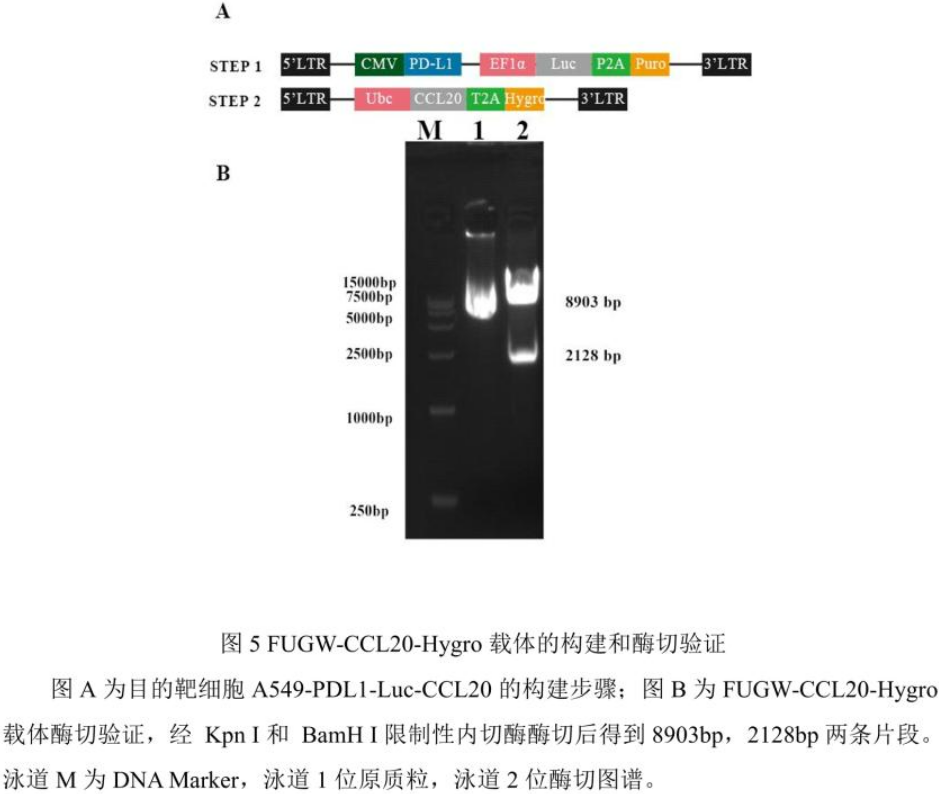 A
STEP 1 5'LTR CMV PD-L1 EF1α Luc P2A Puro 3'LTR
STEP 2 5'LTR Ubc CCL20 T2A Hygro 3'LTR
M 1 2
B
15000bp
7500bp
8903 bp
5000bp
2500bp
2128 bp
1000bp
250bp
图 5 FUGW-CCL20-Hygro 载体的构建和酶切验证
图 A 为目的靶细胞 A549-PDL1-Luc-CCL20 的构建步骤；图 B 为 FUGW-CCL20-Hygro
载体酶切验证，经 Kpn I 和 BamH I 限制性内切酶酶切后得到 8903bp，2128bp 两条片段。
泳道 M 为 DNA Marker，泳道 1 位原质粒，泳道 2 位酶切图谱。